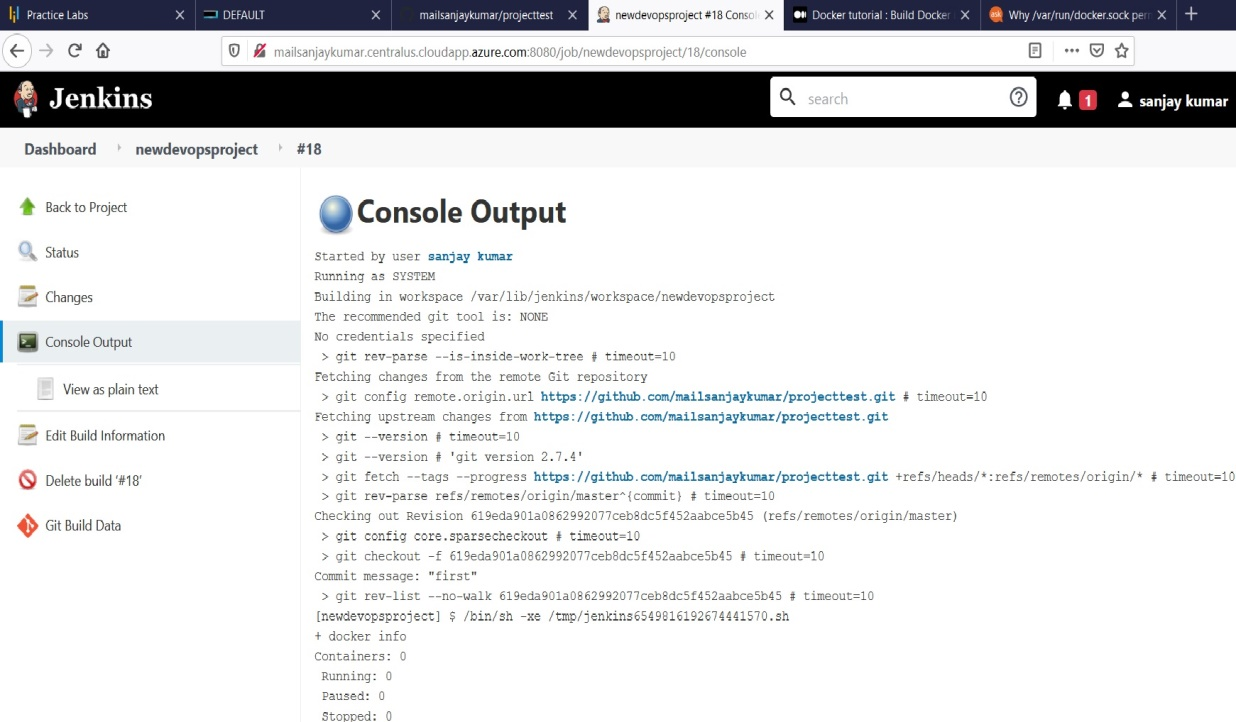 Practice Labs
DEFAULT
mailsanjaykumar/projecttest
newdevopsproject #18 Consol
Docker tutorial : Build Docker
Why /var/run/docker.sock perm
mailsanjaykumar.centralus.cloudapp.azure.com:8080/job/newdevopsproject/18/console
Jenkins
search
1
sanjay kumar
Dashboard
newdevopsproject
#18
Back to Project
Status
Changes
Console Output
View as plain text
Edit Build Information
Delete build '#18'
Git Build Data
Console Output
Started by user sanjay kumar
Running as SYSTEM
Building in workspace /var/lib/jenkins/workspace/newdevopsproject
The recommended git tool is: NONE
No credentials specified
> git rev-parse --is-inside-work-tree # timeout=10
Fetching changes from the remote Git repository
> git config remote.origin.url https://github.com/mailsanjaykumar/projecttest.git # timeout=10
Fetching upstream changes from https://github.com/mailsanjaykumar/projecttest.git
> git --version # timeout=10
> git --version # 'git version 2.7.4'
> git fetch --tags --progress https://github.com/mailsanjaykumar/projecttest.git +refs/heads/*:refs/remotes/origin/* # timeout=10
> git rev-parse refs/remotes/origin/master^{commit} # timeout=10
Checking out Revision 619eda901a0862992077ceb8dc5f452aabce5b45 (refs/remotes/origin/master)
> git config core.sparsecheckout # timeout=10
> git checkout -f 619eda901a0862992077ceb8dc5f452aabce5b45 # timeout=10
Commit message: "first"
> git rev-list --no-walk 619eda901a0862992077ceb8dc5f452aabce5b45 # timeout=10
[newdevopsproject] $ /bin/sh -xe /tmp/jenkins6549816192674441570.sh
+ docker info
Containers: 0
Running: 0
Paused: 0
Stopped: 0